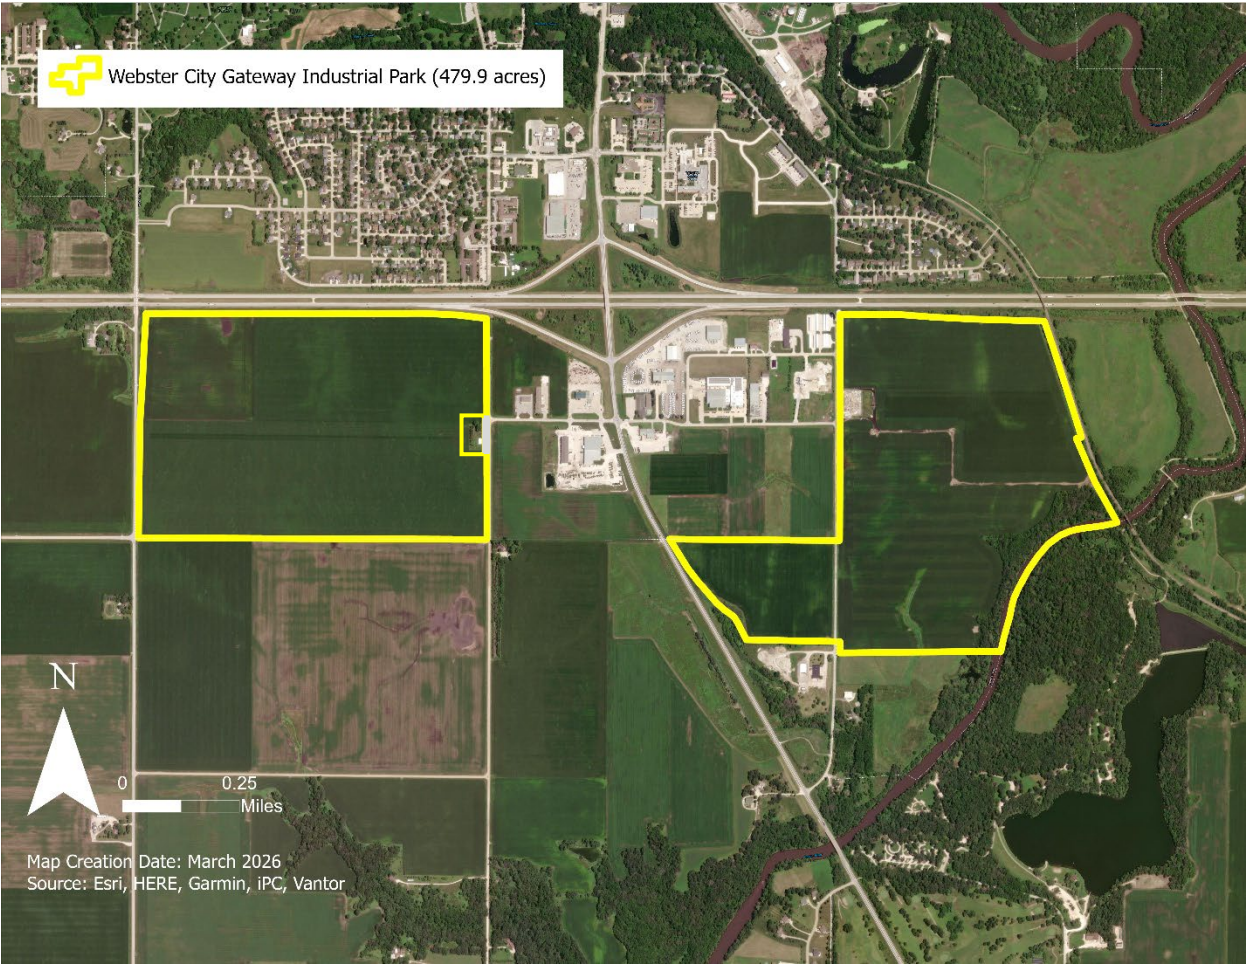 Webster City Gateway Industrial Park (479.9 acres)
N
0 0.25
Miles
Map Creation Date: March 2026
Source: Esri, HERE, Garmin, iPC, Vantor